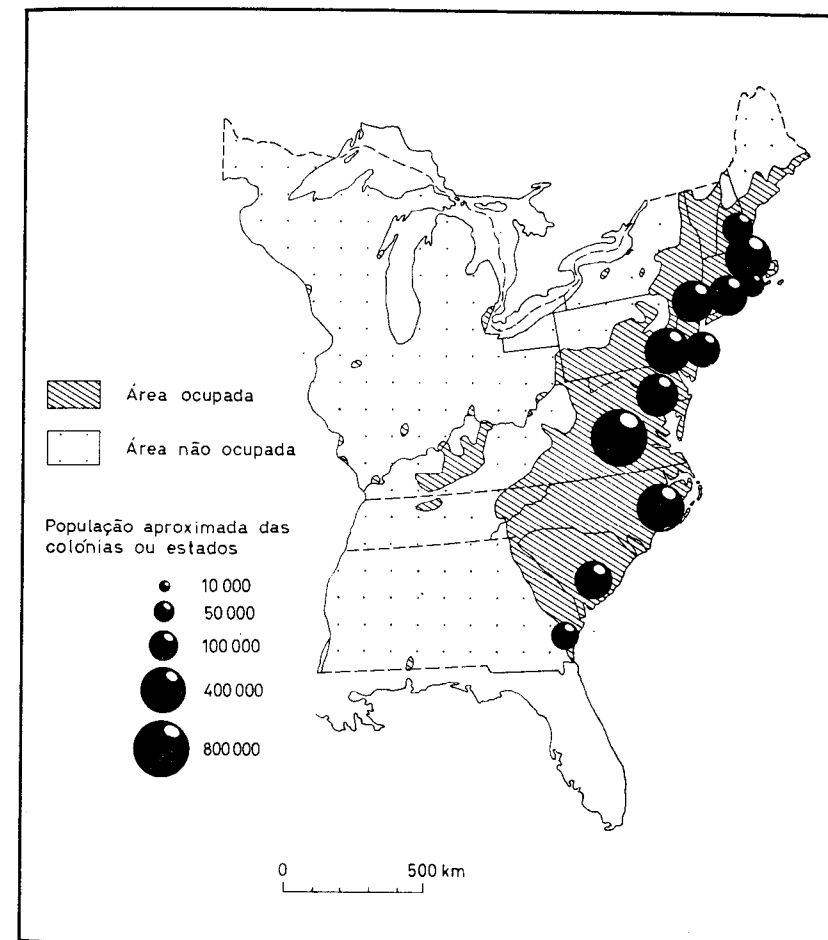 Área ocupada
Área não ocupada
População aproximada das
colónias ou estados
10 000
50 000
100 000
400 000
800 000
0 500 km